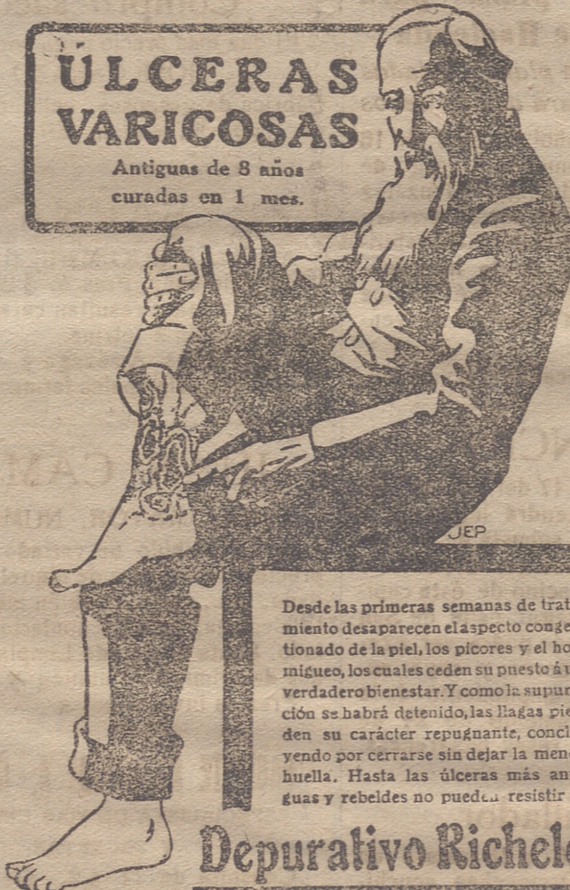 ÚLCERAS
VARICOSAS
Antiguas de 8 años
curadas en 1 mes.
JEP
Desde las primeras semanas de trat
miento desaparecen el aspecto conge
tionado de la piel, los picores y el ho
migueo, los cuales ceden su puesto á u
verdadero bienestar. Y como la supur
ción se habrá detenido, las llagas pie
den su carácter repugnante, concl
yendo por cerrarse sin dejar la men
huella. Hasta las úlceras más an
guas y rebeldes no pueden resistir
Depurativo Richele